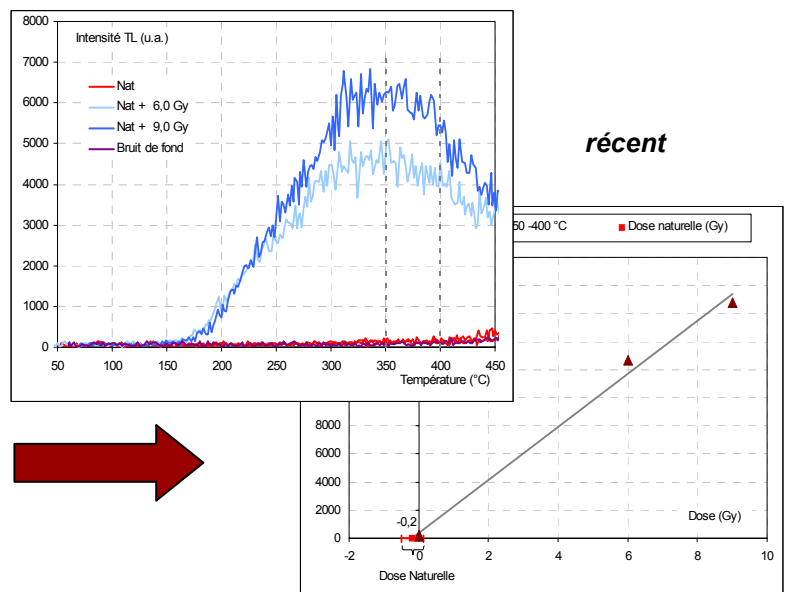 8000
7000
6000
5000
4000
3000
2000
1000
0
Intensité TL (u.a.)
Nat
Nat + 6,0 Gy
Nat + 9,0 Gy
Bruit de fond
50 100 150 200 250 300 350 400 450
Température (°C)
récent
50 -400 °C Dose naturelle (Gy)
8000
6000
4000
2000
0
-0,2
Dose (Gy)
-2 0 2 4 6 8 10
Dose Naturelle